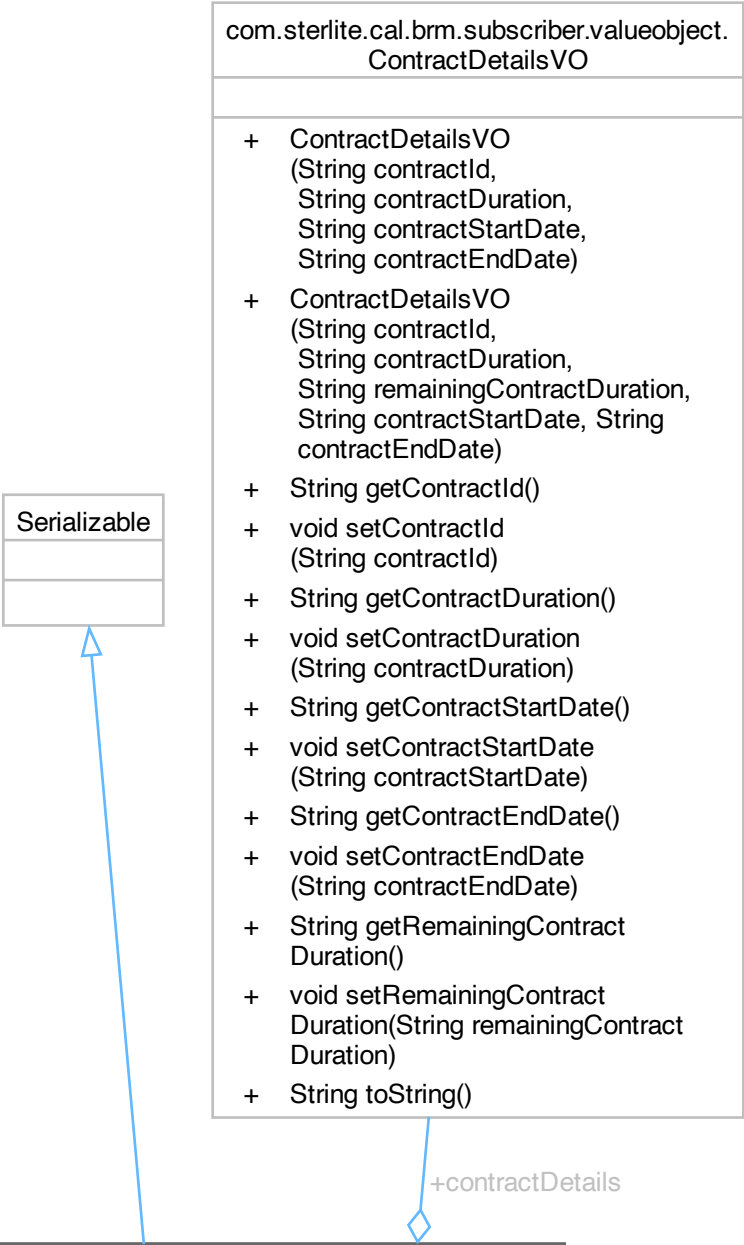 com.sterlite.cal.brm.subscriber.valueobject.
ContractDetailsVO
+ ContractDetailsVO
(String contractId,
String contractDuration,
String contractStartDate,
String contractEndDate)
+ ContractDetailsVO
(String contractId,
String contractDuration,
String remainingContractDuration,
String contractStartDate, String
contractEndDate)
+ String getContractId()
Serializable
+ void setContractId
(String contractId)
+ String getContractDuration()
+ void setContractDuration
(String contractDuration)
+ String getContractStartDate()
+ void setContractStartDate
(String contractStartDate)
+ String getContractEndDate()
+ void setContractEndDate
(String contractEndDate)
+ String getRemainingContract
Duration()
+ void setRemainingContract
Duration(String remainingContract
Duration)
+ String toString()
+contractDetails